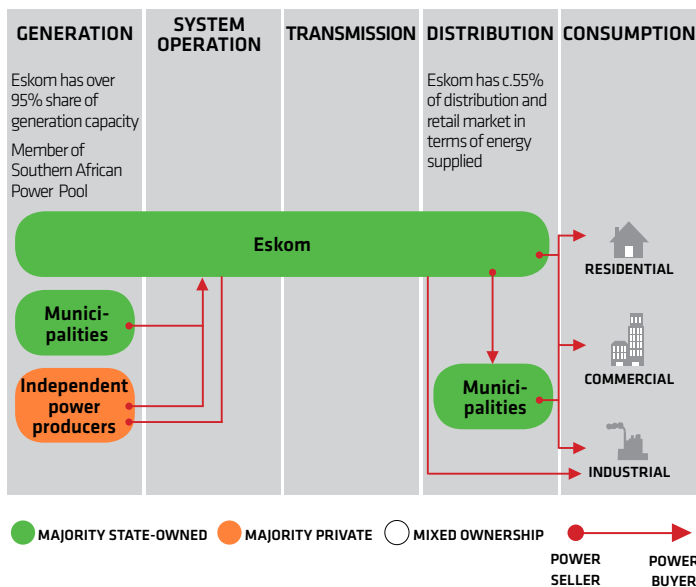 GENERATION
SYSTEM
OPERATION
TRANSMISSION
DISTRIBUTION
CONSUMPTION
Eskom has over
95% share of
generation capacity
Member of
Southern African
Power Pool
Eskom has c.55%
of distribution and
retail market in
terms of energy
supplied
Eskom
RESIDENTIAL
Munici-
palities
COMMERCIAL
Independent
power
producers
Munici-
palities
INDUSTRIAL
MAJORITY STATE-OWNED
MAJORITY PRIVATE
MIXED OWNERSHIP
POWER
SELLER
POWER
BUYER